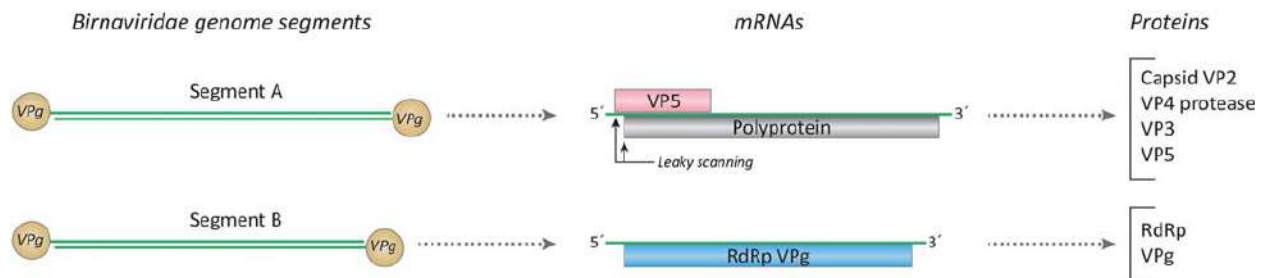 Birnaviridae genome segments
mRNAs
Proteins
Segment A
VPg
VPg
5´
VP5
3´
Polyprotein
Leaky scanning
Capsid VP2
VP4 protease
VP3
VP5
Segment B
VPg
VPg
5´
3´
RdRp VPg
RdRp
VPg